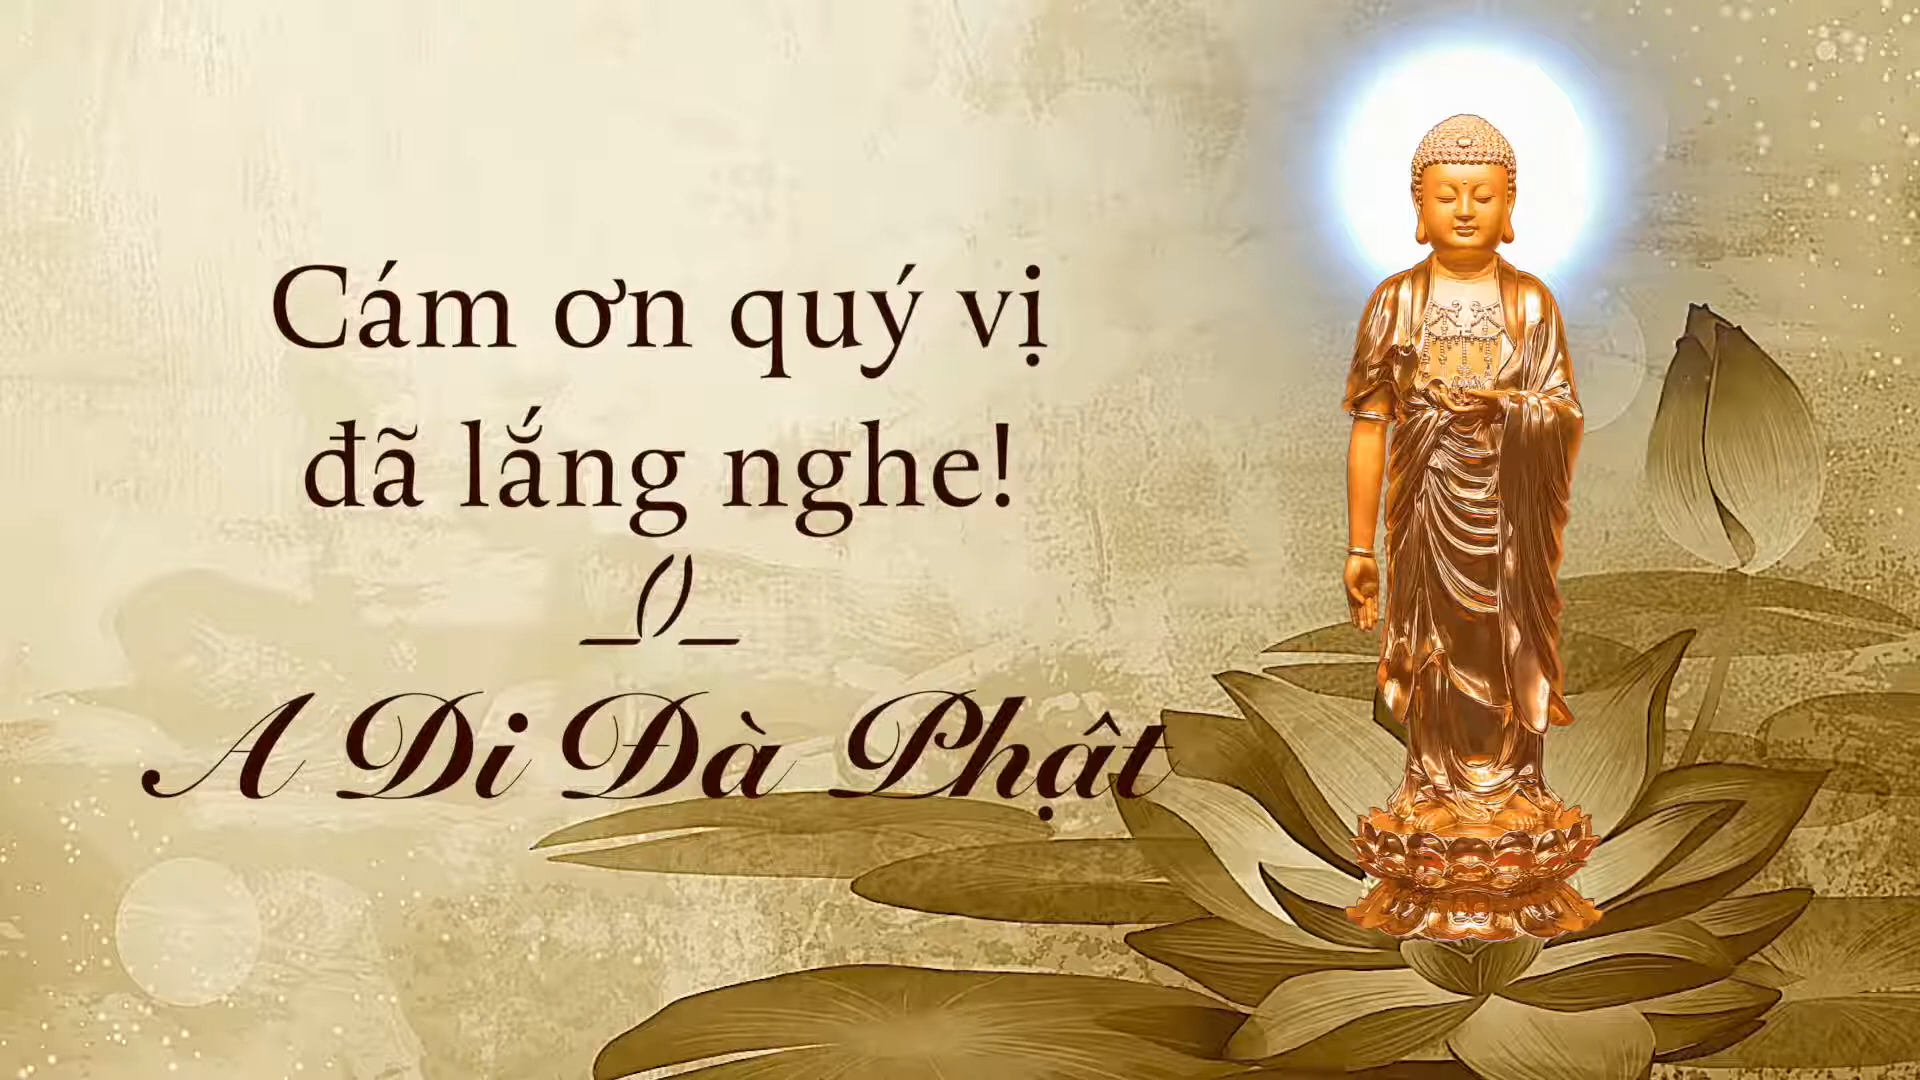 Cám ơn quý vị
đã lắng nghe!
_()_
A Di Đà Phật